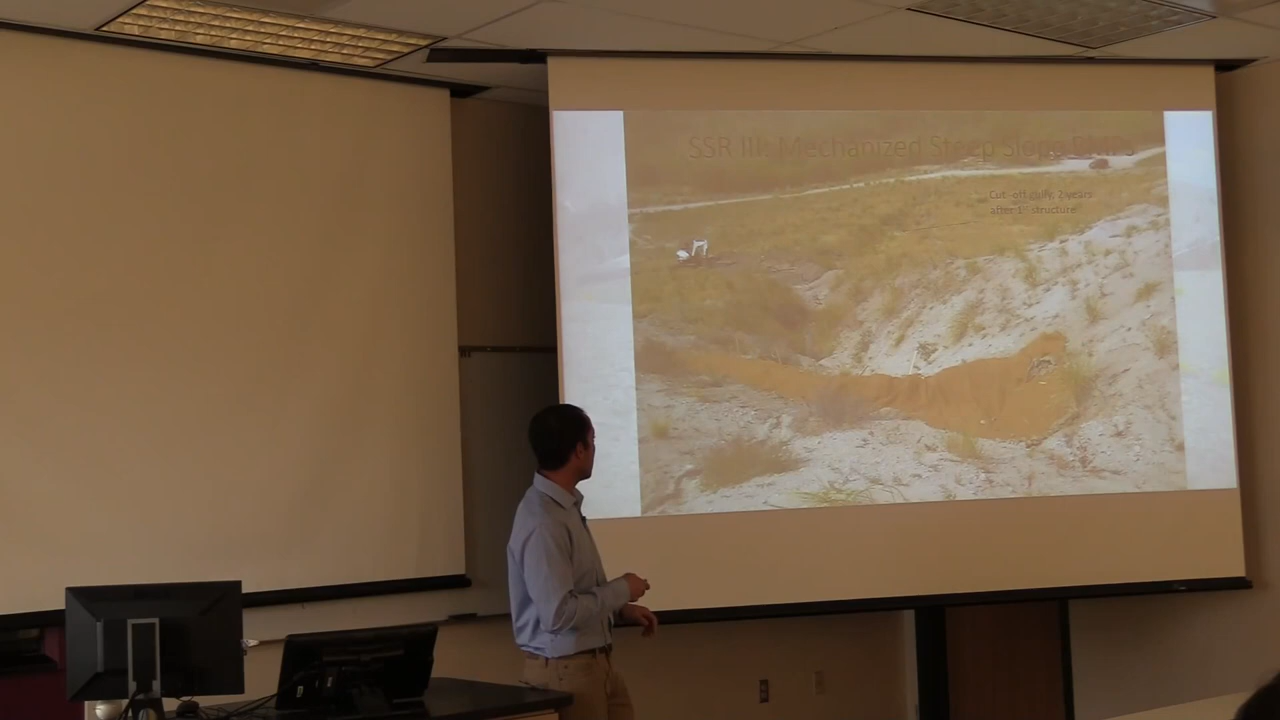 SSR III: Mechanized Steep Slope BMPs
Cut-off gully, 2 years
after 1st structure